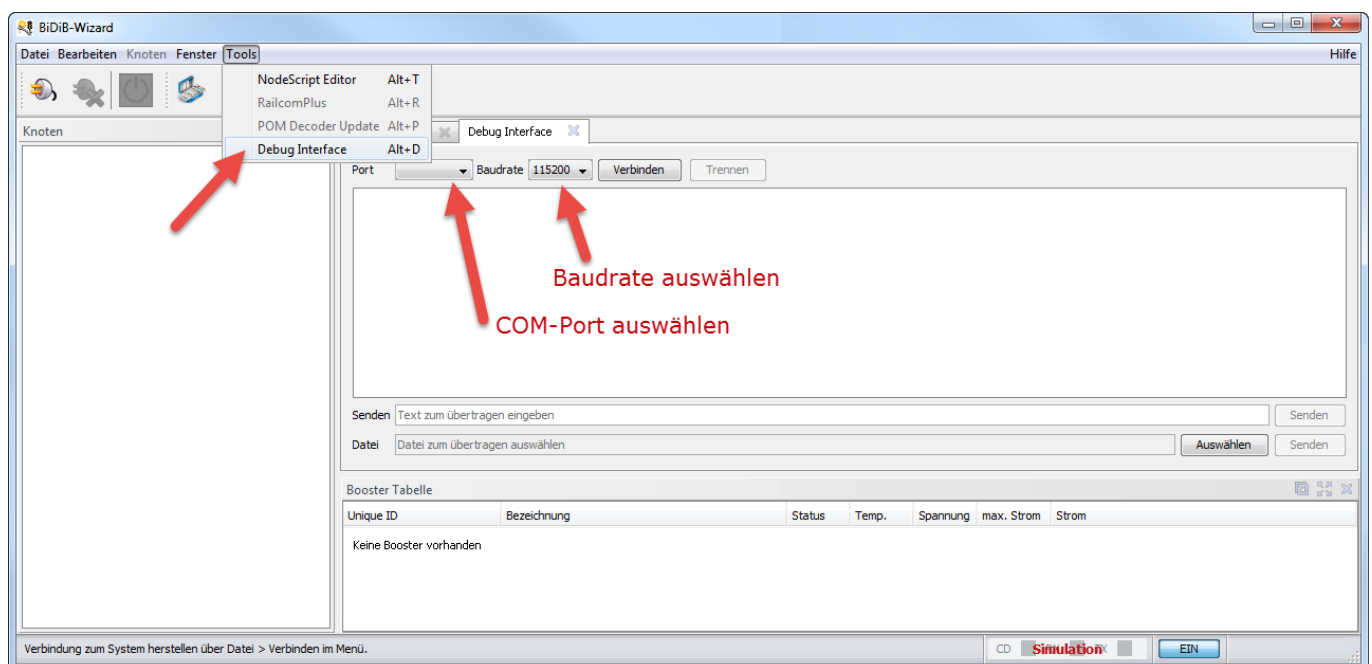 BiDiB-Wizard
Datei Bearbeiten Knoten Fenster Tools Hilfe
NodeScript Editor Alt+T
RailcomPlus Alt+R
POM Decoder Update Alt+P
Debug Interface Alt+D
Knoten
Debug Interface
Port Baudrate 115200 Verbinden Trennen
Baudrate auswählen
COM-Port auswählen
Senden Text zum übertragen eingeben Senden
Datei Datei zum übertragen auswählen Auswählen Senden
Booster Tabelle
Unique ID Bezeichnung Status Temp. Spannung max. Strom Strom
Keine Booster vorhanden
Verbindung zum System herstellen über Datei > Verbinden im Menü. CD Simulation EIN